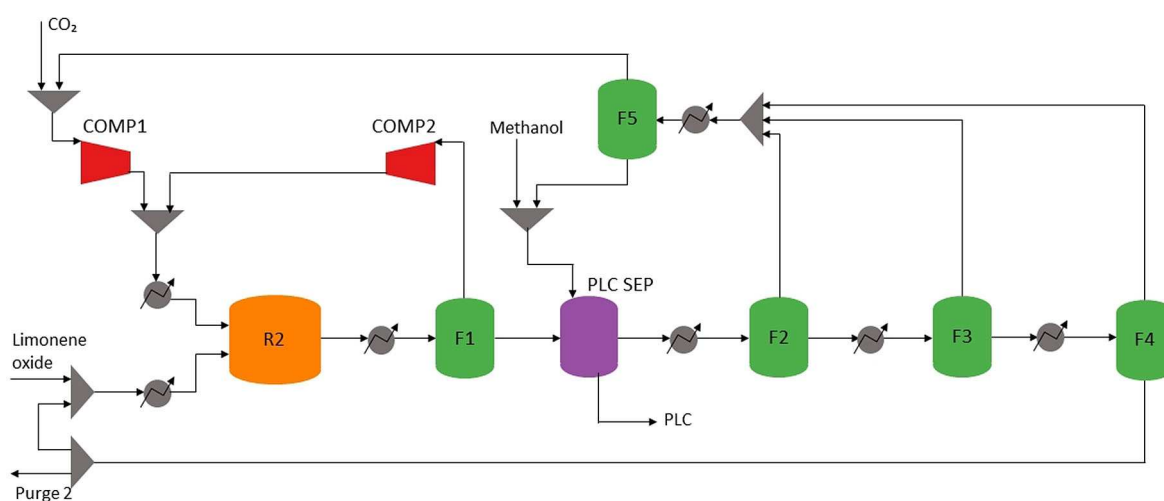 CO₂
COMP1
COMP2
Methanol
F5
PLC SEP
R2
F1
F2
F3
F4
Limonene
oxide
PLC
Purge 2